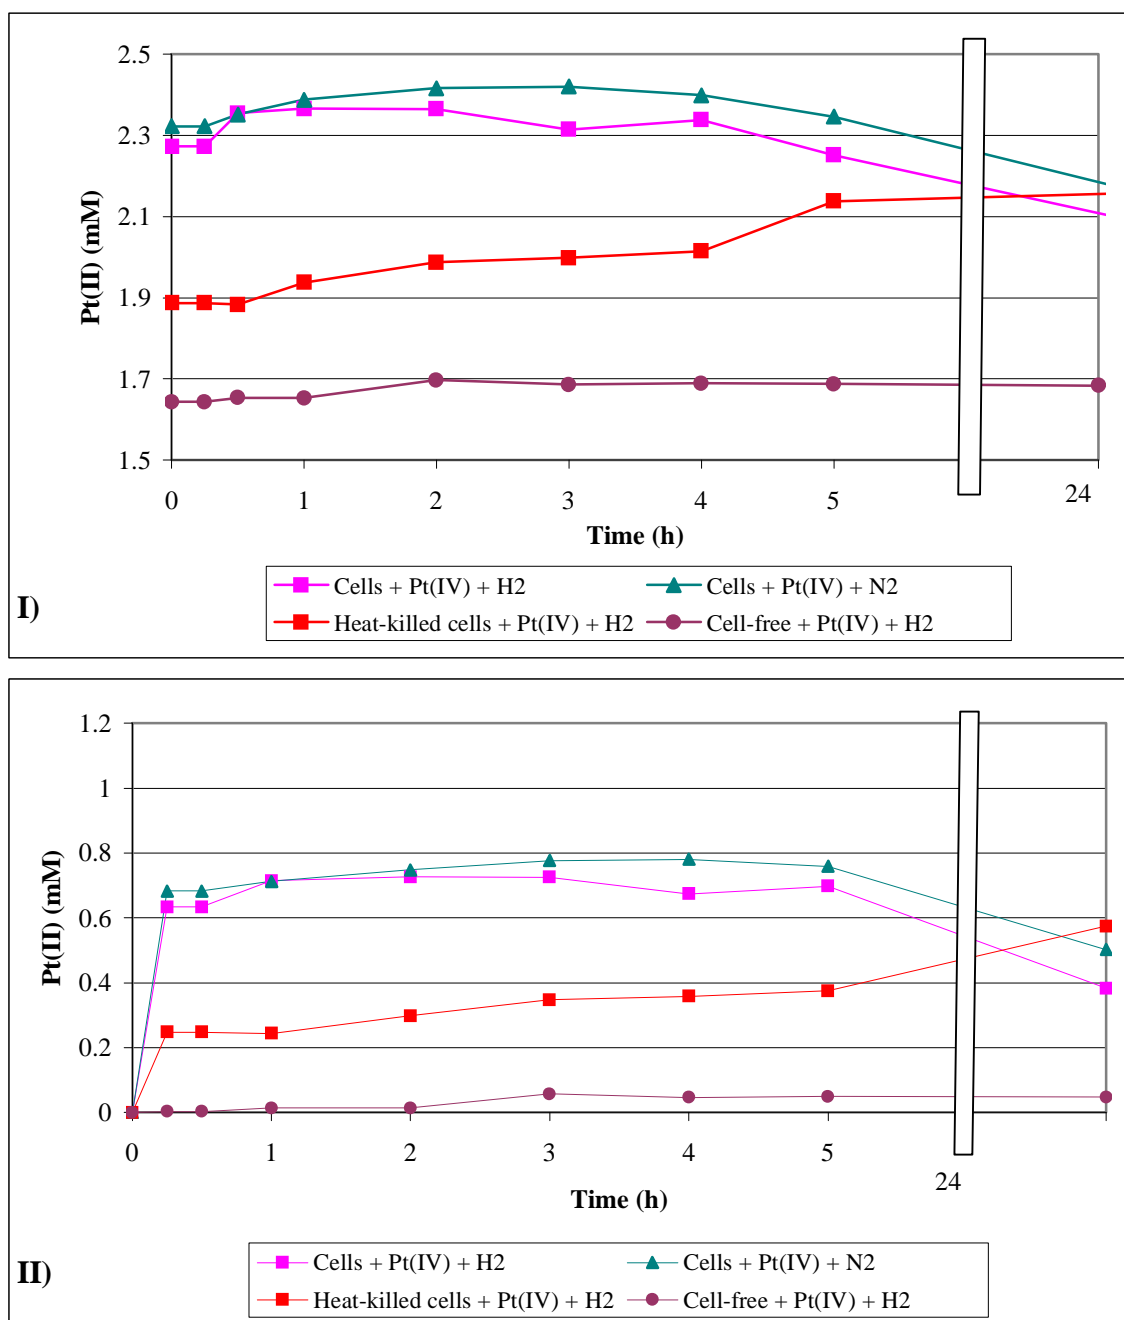 2.5
2.3
2.1
1.9
1.7
1.5
Pt(II) (mM)
0 1 2 3 4 5 24
Time (h)
Cells + Pt(IV) + H2 Cells + Pt(IV) + N2
Heat-killed cells + Pt(IV) + H2 Cell-free + Pt(IV) + H2
I)
1.2
1
0.8
0.6
0.4
0.2
0
Pt(II) (mM)
0 1 2 3 4 5 24
Time (h)
Cells + Pt(IV) + H2 Cells + Pt(IV) + N2
Heat-killed cells + Pt(IV) + H2 Cell-free + Pt(IV) + H2
II)